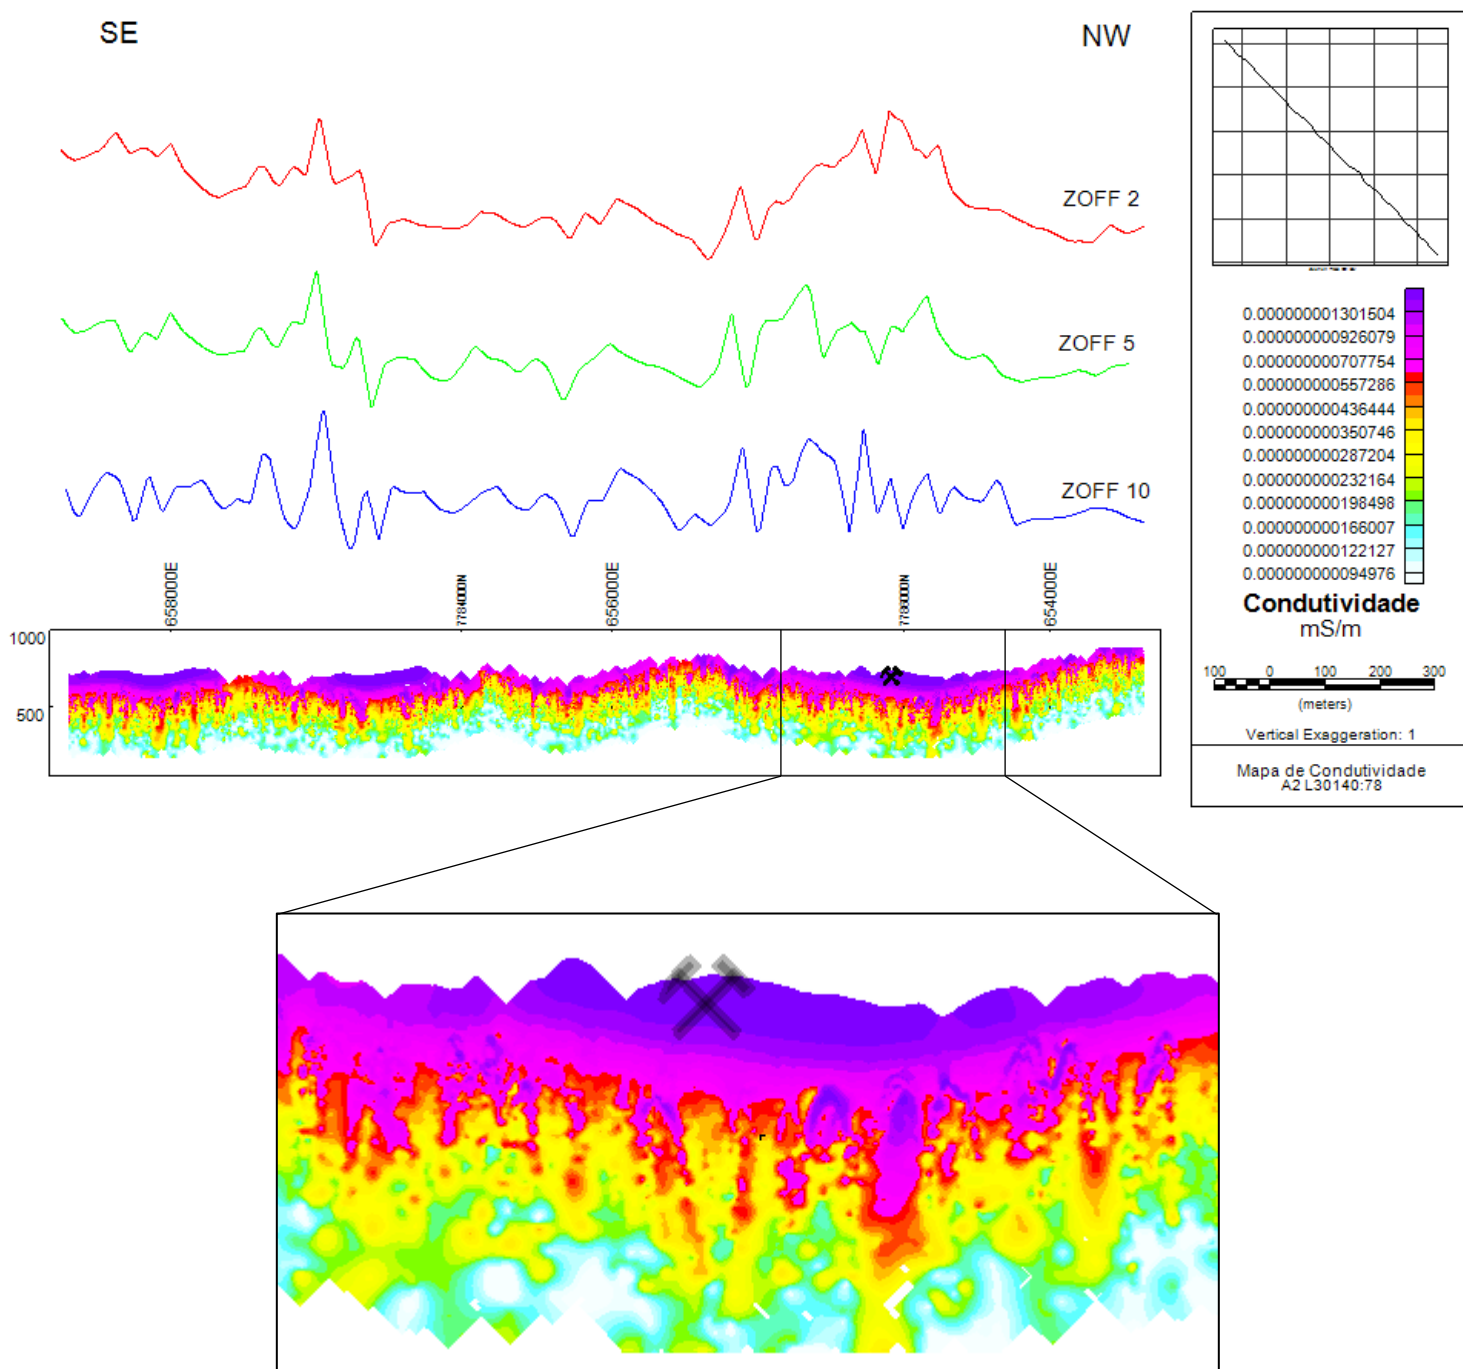 SE
NW
ZOFF 2
ZOFF 5
ZOFF 10
658000E
7784000N
656000E
654000E
1000
500
0.0000000001301504
0.000000000926079
0.000000000707754
0.000000000557286
0.000000000436444
0.000000000350746
0.000000000287204
0.000000000232164
0.000000000198498
0.000000000166007
0.000000000122127
0.000000000094976
Condutividade
mS/m
100 0 100 200 300
(meters)
Vertical Exaggeration: 1
Mapa de Condutividade
A2 L30140:78